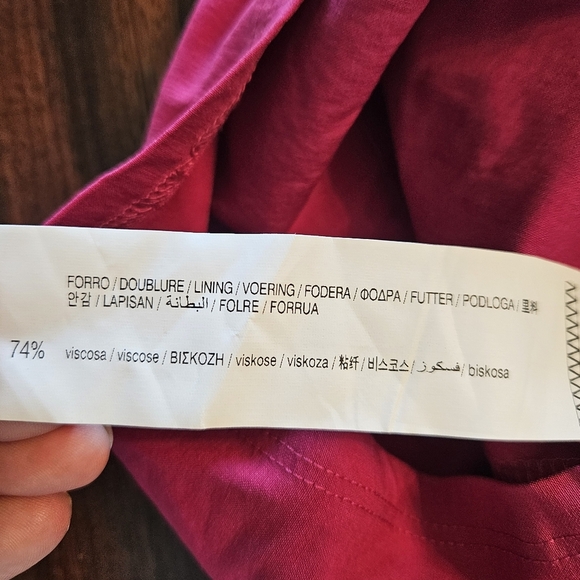 FORRO / DOUBLURE / LINING / VOERING / FODERA / ΦΟΔΡΑ / FUTTER / PODLOGA / 里料
안감 / LAPISAN / البطانة / FOLRE / FORRUA
74% viscosa / viscose / ΒΙΣΚΟΖΗ / viskose / viskoza / 粘纤 / 비스코스 / فسكوز / biskosa